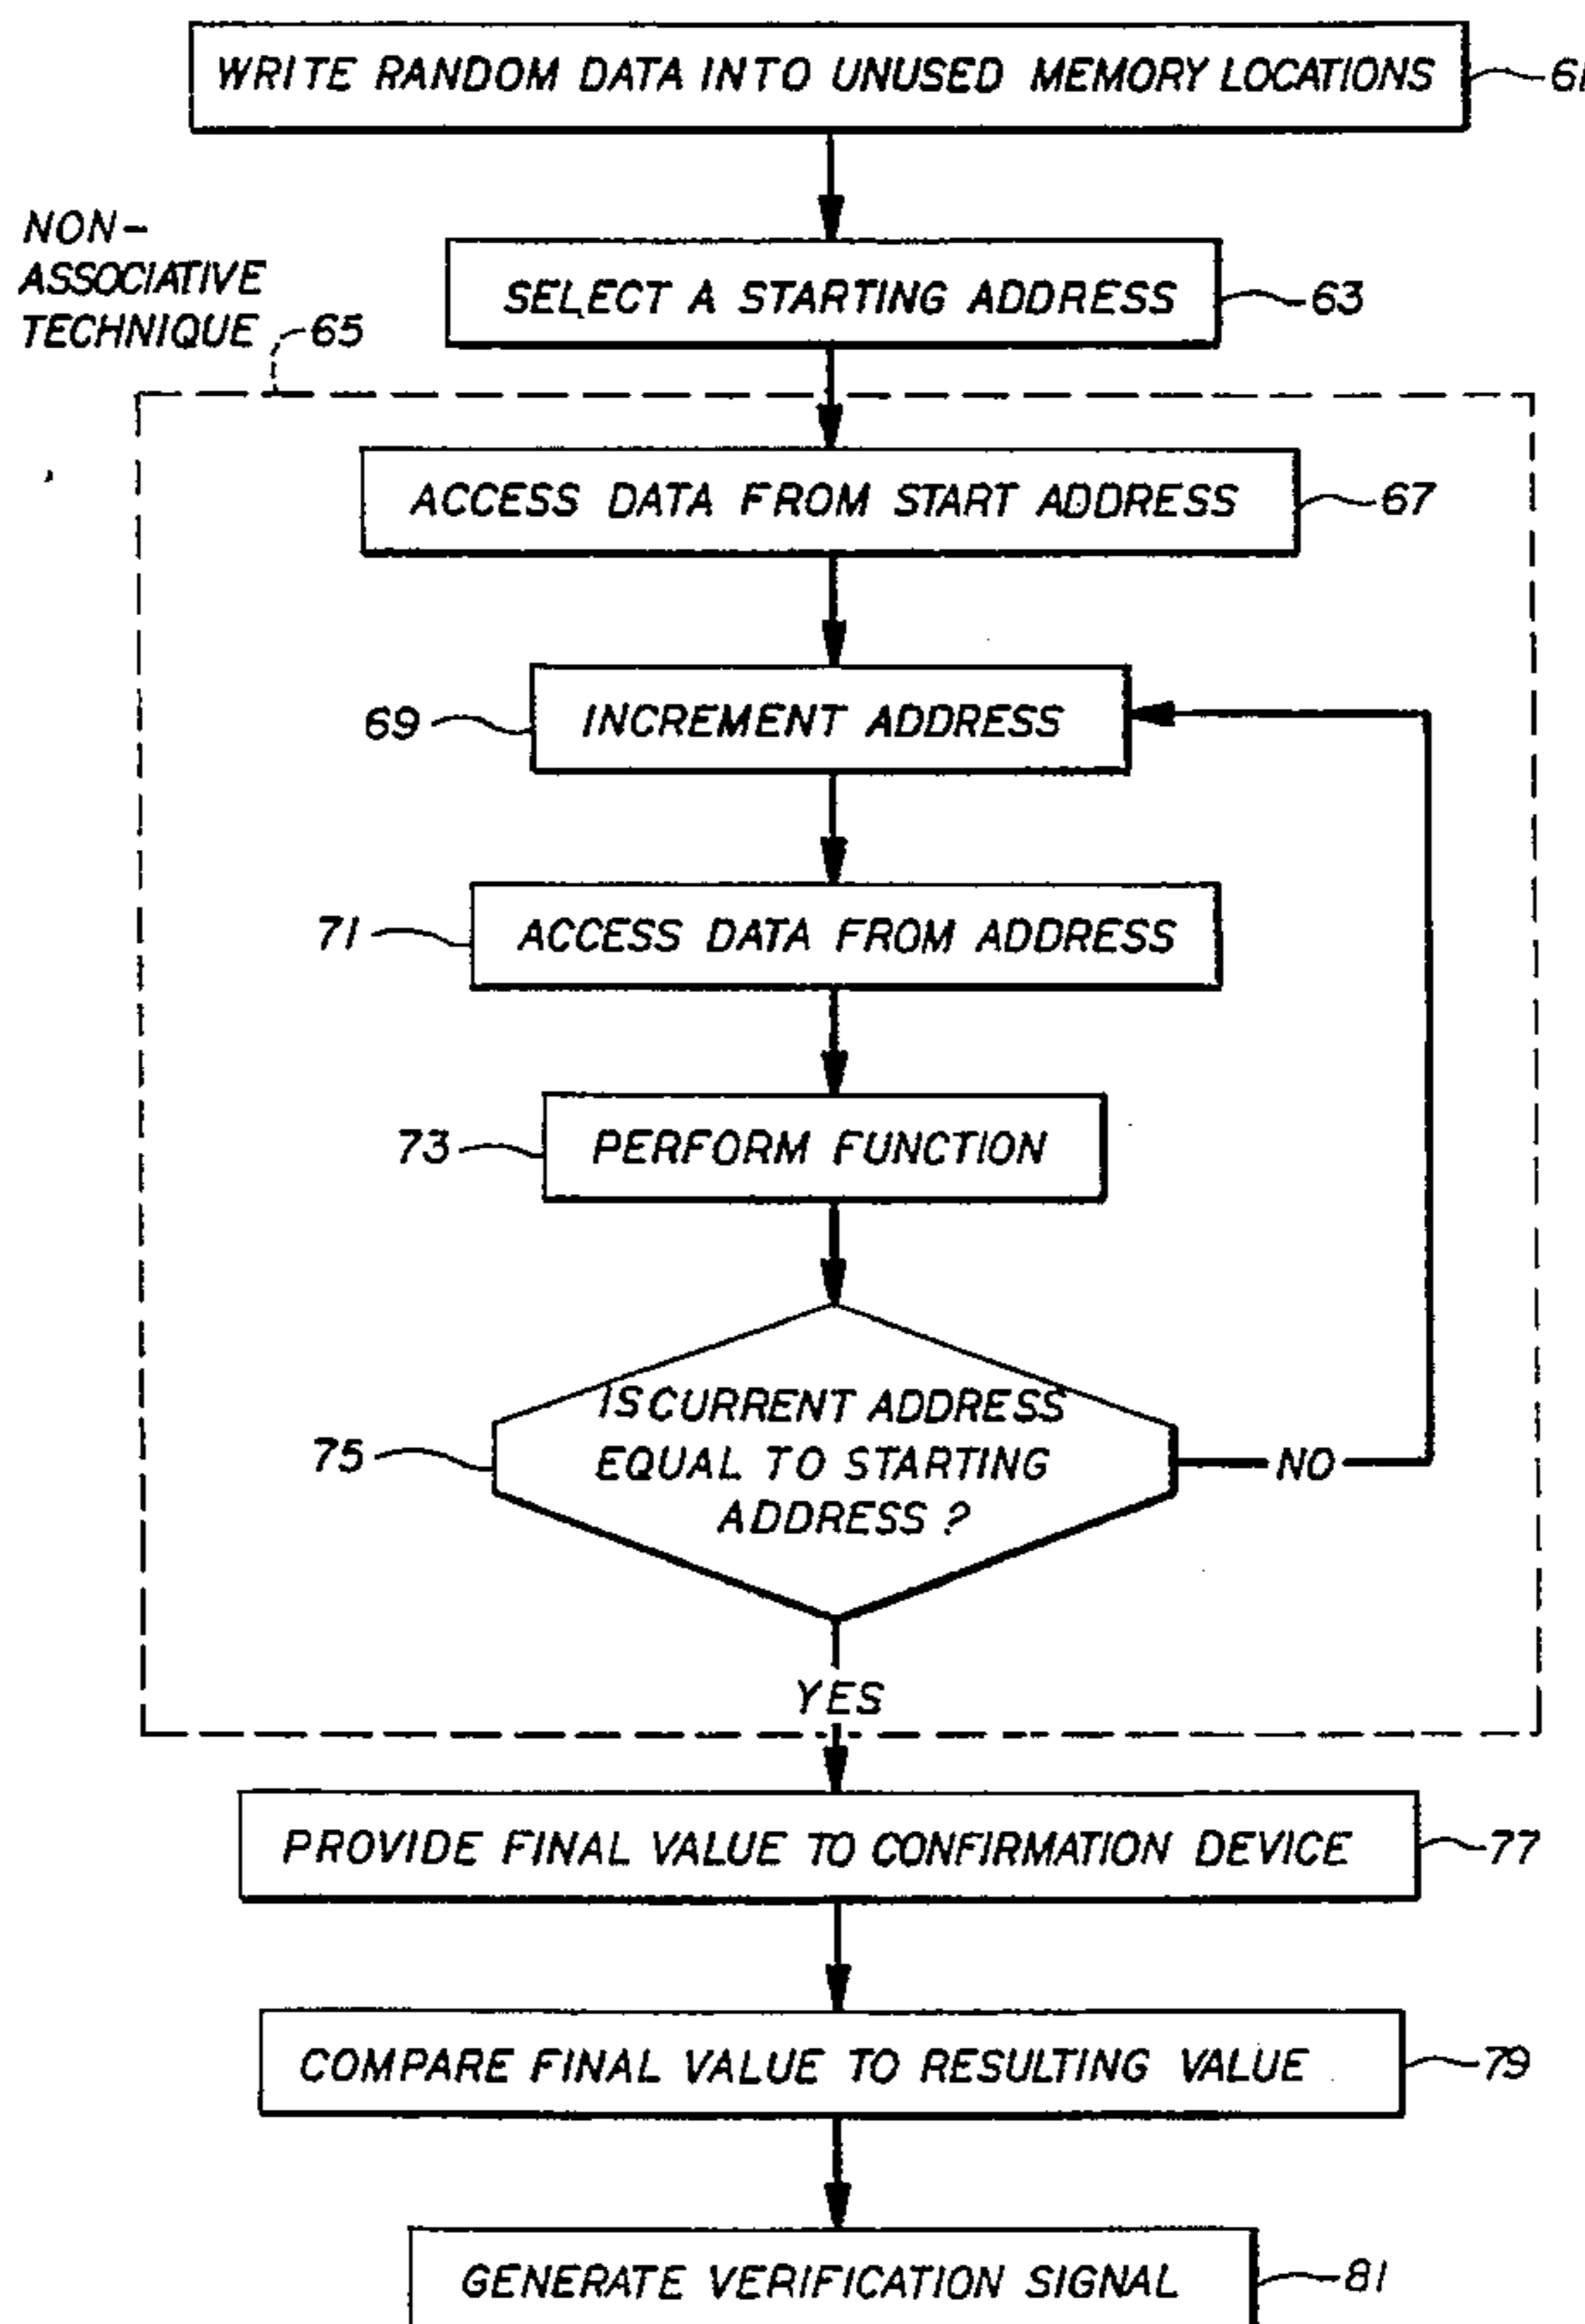 WRITE RANDOM DATA INTO UNUSED MEMORY LOCATIONS 61
NON-
ASSOCIATIVE
TECHNIQUE 65
SELECT A STARTING ADDRESS 63
ACCESS DATA FROM START ADDRESS 67
69 INCREMENT ADDRESS
71 ACCESS DATA FROM ADDRESS
73 PERFORM FUNCTION
75
IS CURRENT ADDRESS
EQUAL TO STARTING
ADDRESS ?
NO
YES
PROVIDE FINAL VALUE TO CONFIRMATION DEVICE 77
COMPARE FINAL VALUE TO RESULTING VALUE 79
GENERATE VERIFICATION SIGNAL 81